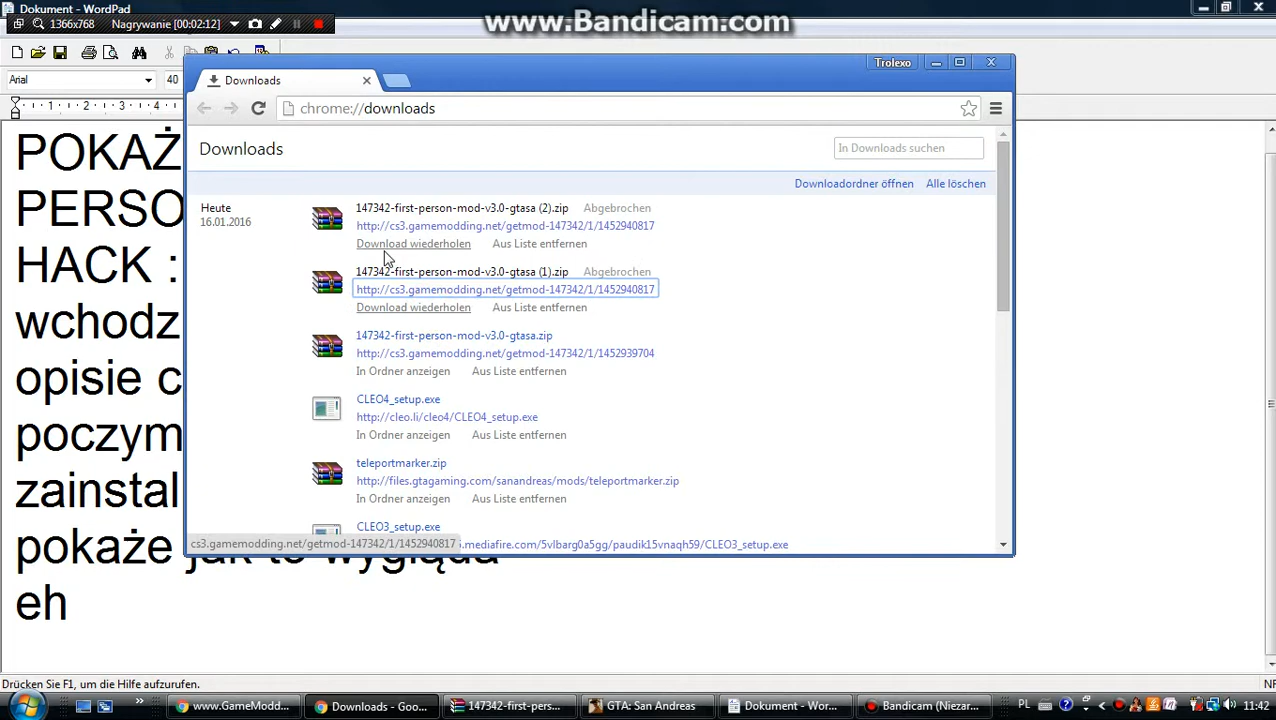 Dokument - WordPad
www.Bandicam.com
1366x768 Nagrywanie [00:02:12]
Arial 40
1 2 3 4
Trolexo
Downloads
chrome://downloads
Downloads
In Downloads suchen
Downloadordner öffnen Alle löschen
Heute
16.01.2016
147342-first-person-mod-v3.0-gtasa (2).zip Abgebrochen
http://cs3.gamemodding.net/getmod-147342/1/1452940817
Download wiederholen Aus Liste entfernen
147342-first-person-mod-v3.0-gtasa (1).zip Abgebrochen
http://cs3.gamemodding.net/getmod-147342/1/1452940817
Download wiederholen Aus Liste entfernen
147342-first-person-mod-v3.0-gtasa.zip
http://cs3.gamemodding.net/getmod-147342/1/1452939704
In Ordner anzeigen Aus Liste entfernen
CLEO4_setup.exe
http://cleo.li/cleo4/CLEO4_setup.exe
In Ordner anzeigen Aus Liste entfernen
teleportmarker.zip
http://files.gtagaming.com/sanandreas/mods/teleportmarker.zip
In Ordner anzeigen Aus Liste entfernen
CLEO3_setup.exe
cs3.gamemodding.net/getmod-147342/1/1452940817 .mediafire.com/5vlbarg0a5gg/paudik15vnaqh59/CLEO3_setup.exe
POKAŻ
PERSO
HACK :
wchodz
opisie c
poczym
zainstal
pokaże jak to wygląda
eh
Drücken Sie F1, um die Hilfe aufzurufen.
NF
www.GameModd... Downloads - Goo... 147342-first-pers... GTA: San Andreas Dokument - Wor... Bandicam (Niezar... PL 11:42